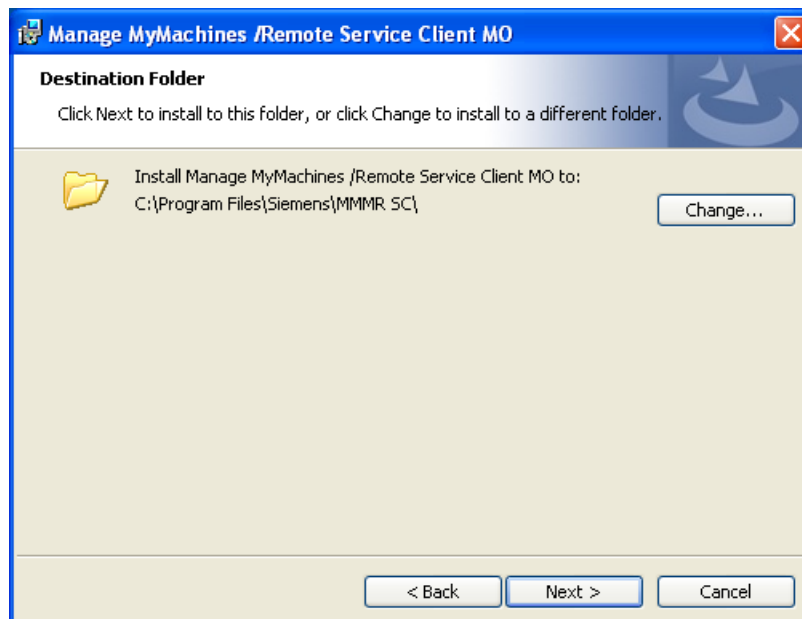 Manage MyMachines /Remote Service Client MO
Destination Folder
Click Next to install to this folder, or click Change to install to a different folder.
Install Manage MyMachines /Remote Service Client MO to:
C:\Program Files\Siemens\MMMR SC\
Change...
< Back
Next >
Cancel